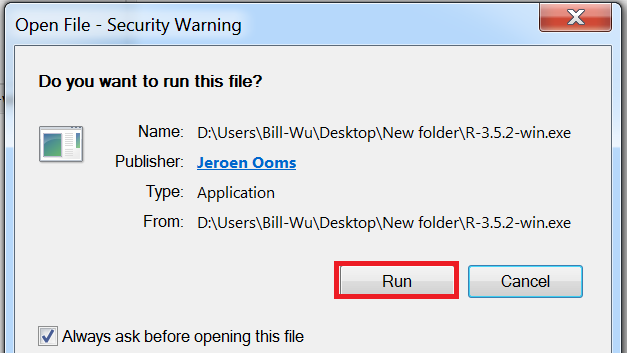 Open File - Security Warning
Do you want to run this file?
Name: D:\Users\Bill-Wu\Desktop\New folder\R-3.5.2-win.exe
Publisher: Jeroen Ooms
Type: Application
From: D:\Users\Bill-Wu\Desktop\New folder\R-3.5.2-win.exe
Run Cancel
Always ask before opening this file